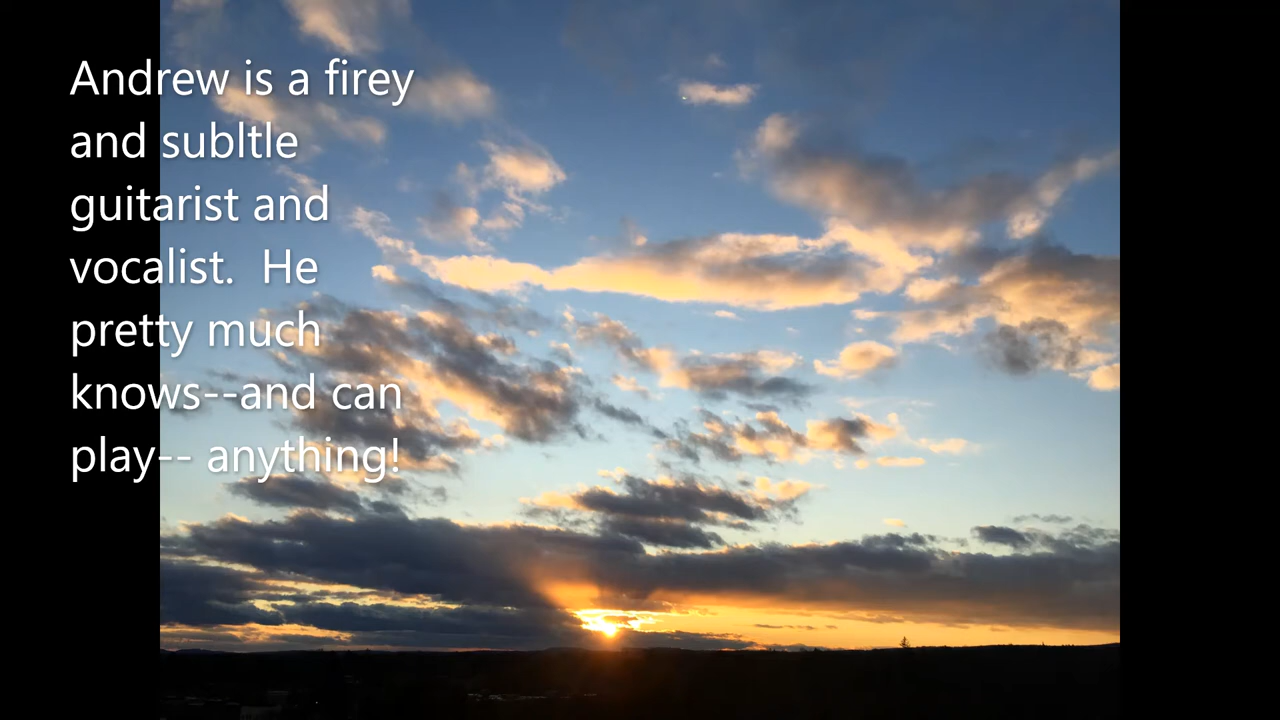 Andrew is a firey
and subltle
guitarist and
vocalist.  He
pretty much
knows--and can
play-- anything!